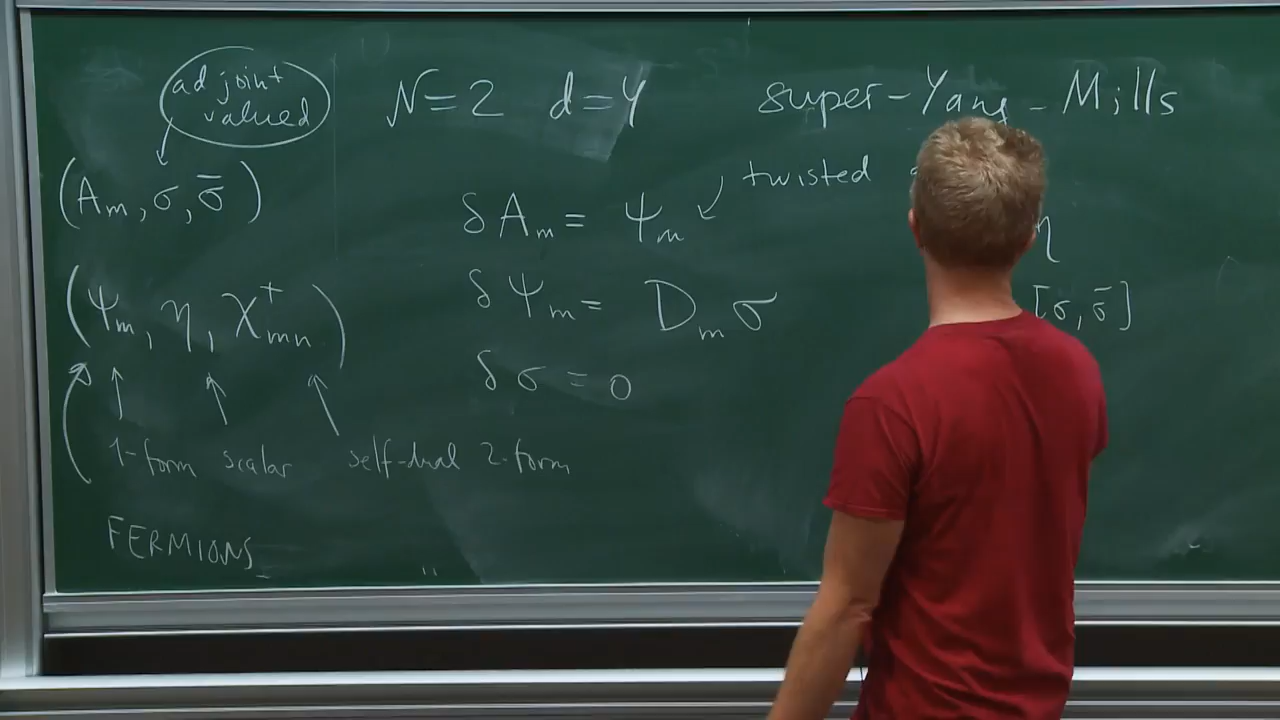 adjoint
valued
N=2 d=4 super-Yang-Mills
twisted
(A_m, σ, σ̄)
δA_m = ψ_m
η
(ψ_m, η, χ⁺_mn)
δψ_m = D_m σ
[σ, σ̄]
δσ = 0
1-form scalar self-dual 2-form
FERMIONS